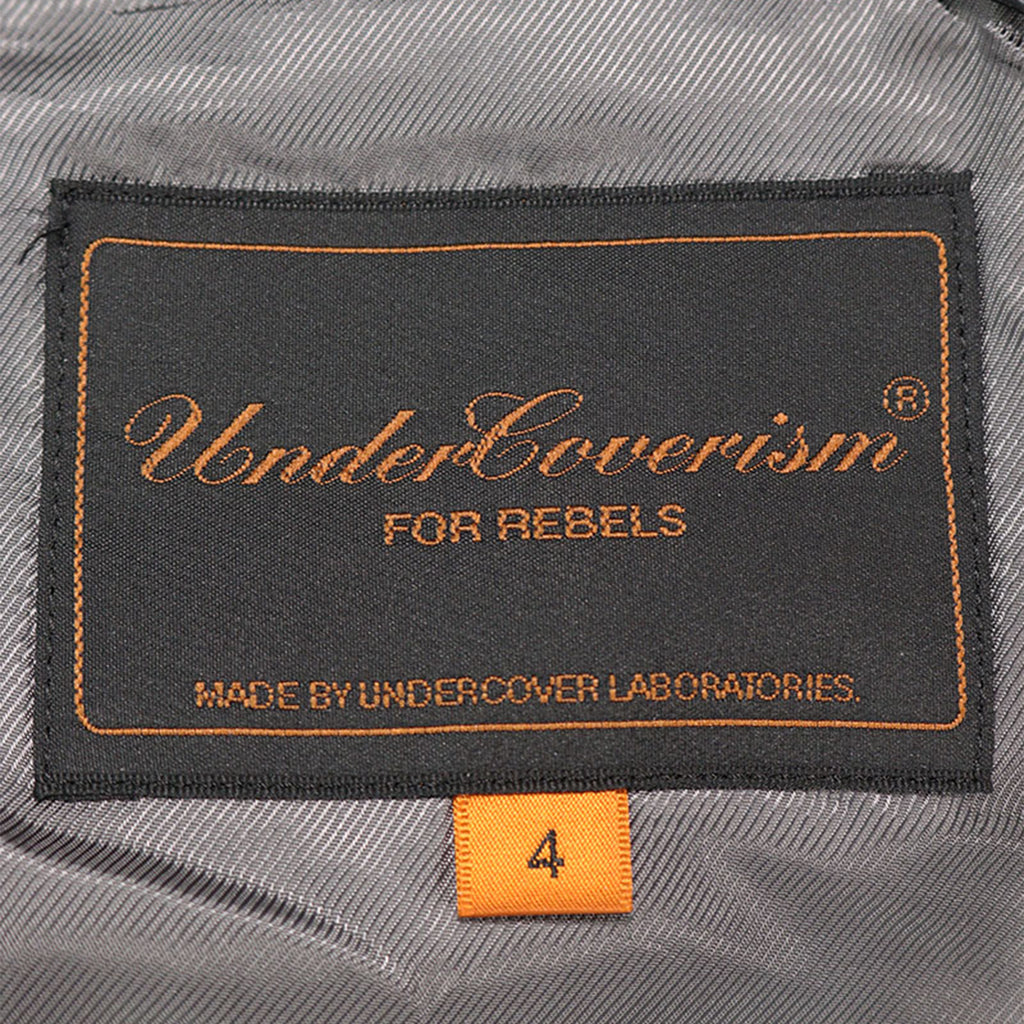 UnderCoverism®
FOR REBELS
MADE BY UNDERCOVER LABORATORIES.
4